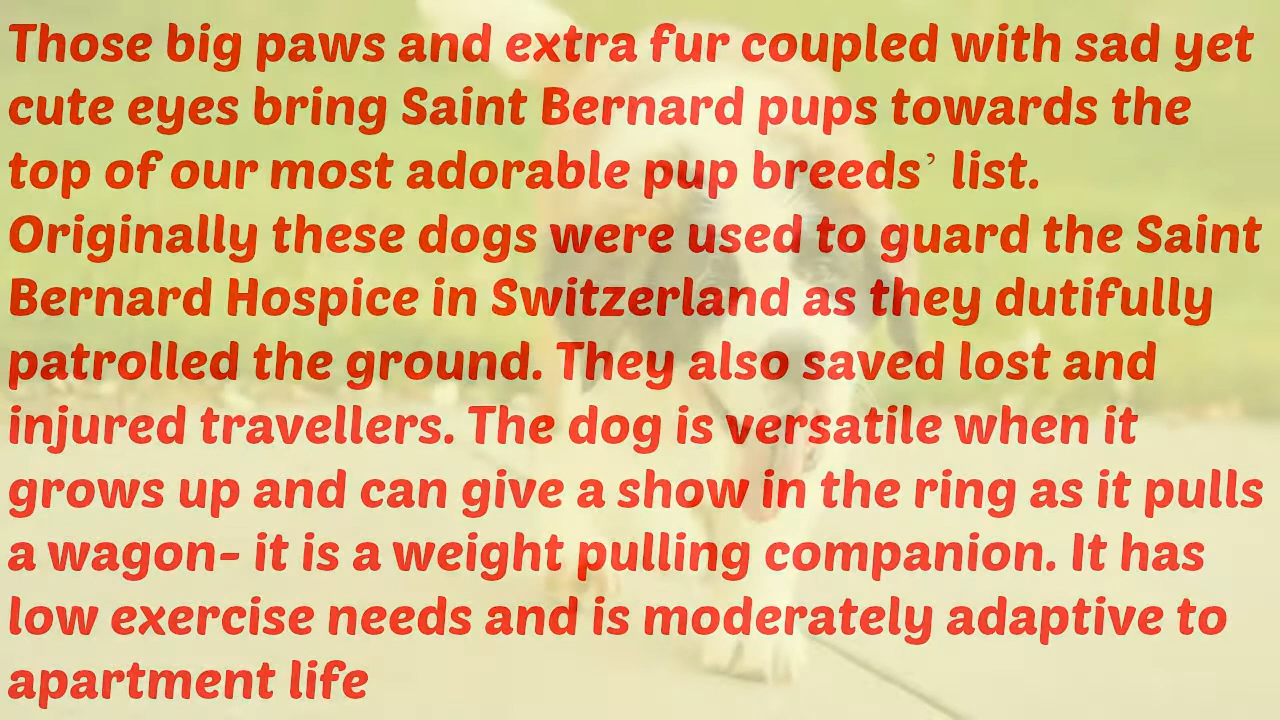 Those big paws and extra fur coupled with sad yet
cute eyes bring Saint Bernard pups towards the
top of our most adorable pup breeds’ list.
Originally these dogs were used to guard the Saint
Bernard Hospice in Switzerland as they dutifully
patrolled the ground. They also saved lost and
injured travellers. The dog is versatile when it
grows up and can give a show in the ring as it pulls
a wagon- it is a weight pulling companion. It has
low exercise needs and is moderately adaptive to
apartment life